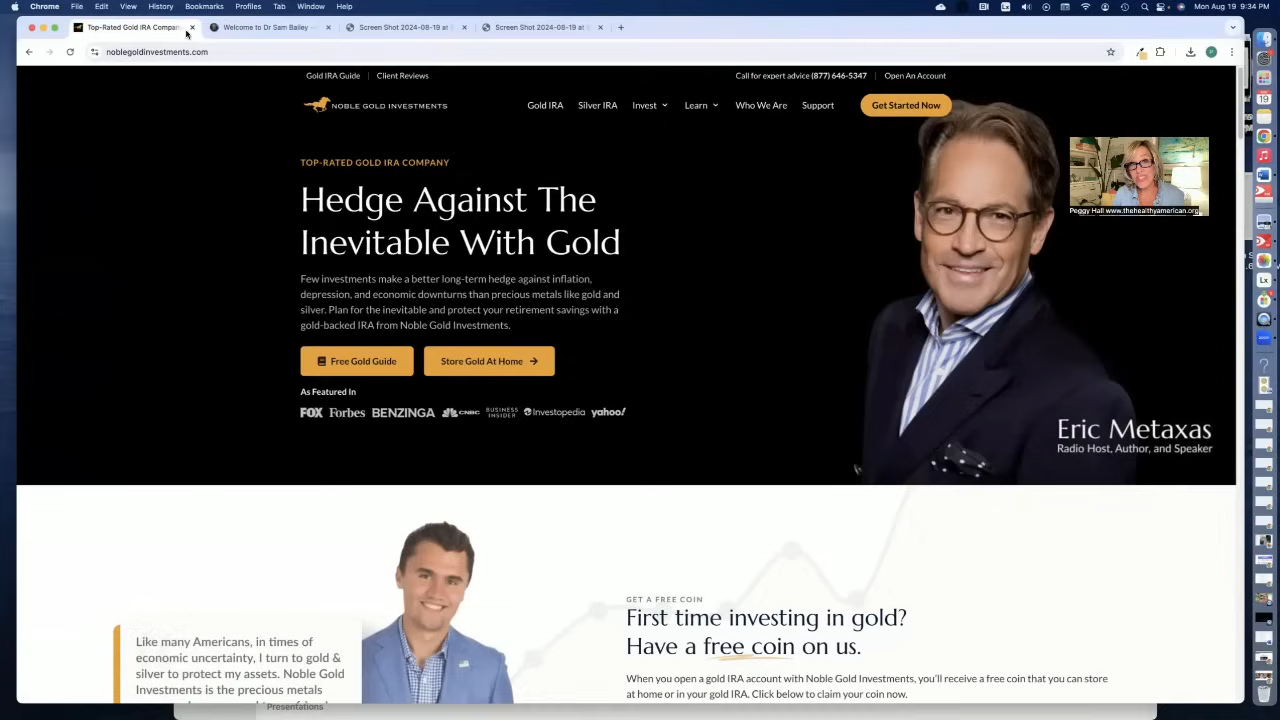 Chrome File Edit View History Bookmarks Profiles Tab Window Help
Mon Aug 19 9:34 PM
Top-Rated Gold IRA Compan
Welcome to Dr Sam Bailey -
Screen Shot 2024-08-19 at
Screen Shot 2024-08-19 at
noblegoldinvestments.com
Gold IRA Guide | Client Reviews
Call for expert advice (877) 646-5347 | Open An Account
NOBLE GOLD INVESTMENTS
Gold IRA Silver IRA Invest Learn Who We Are Support Get Started Now
TOP-RATED GOLD IRA COMPANY
Hedge Against The
Inevitable With Gold
Few investments make a better long-term hedge against inflation,
depression, and economic downturns than precious metals like gold and
silver. Plan for the inevitable and protect your retirement savings with a
gold-backed IRA from Noble Gold Investments.
Free Gold Guide
Store Gold At Home
As Featured In
FOX Forbes BENZINGA CNBC BUSINESS INSIDER Investopedia yahoo!
Peggy Hall www.thehealthyamerican.org
Eric Metaxas
Radio Host, Author, and Speaker
GET A FREE COIN
First time investing in gold?
Have a free coin on us.
When you open a gold IRA account with Noble Gold Investments, you'll receive a free coin that you can store
at home or in your gold IRA. Click below to claim your coin now.
Like many Americans, in times of
economic uncertainty, I turn to gold &
silver to protect my assets. Noble Gold
Investments is the precious metals
Presentations